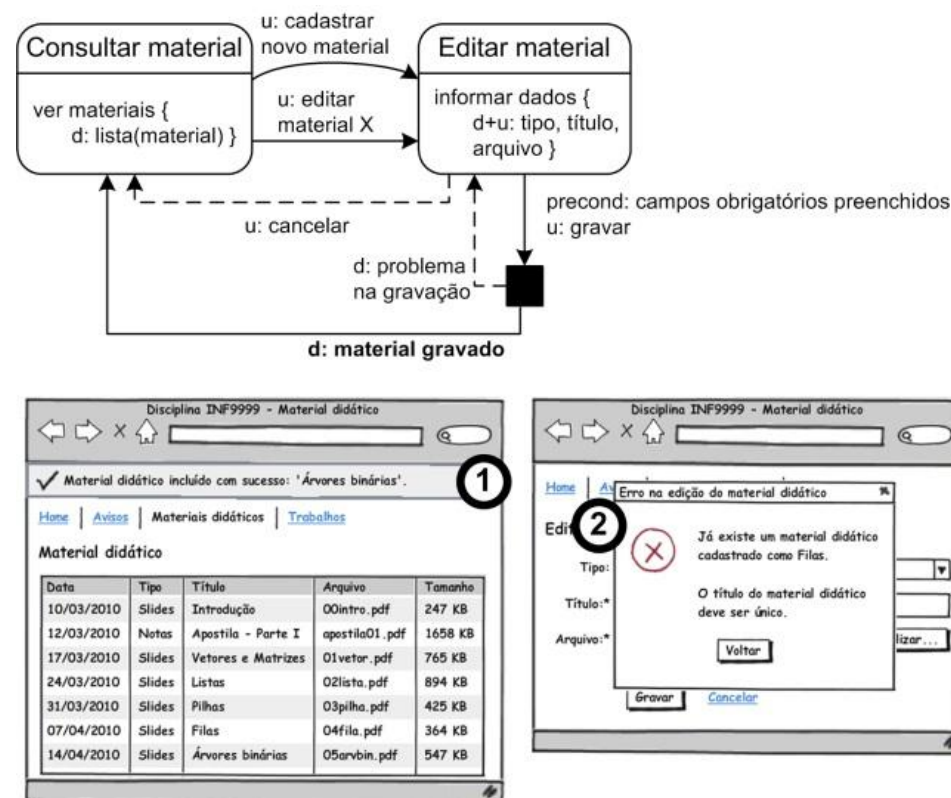 u: cadastrar
novo material
Consultar material
Editar material
ver materiais {
d: lista(material) }
u: editar
material X
informar dados {
d+u: tipo, título,
arquivo }
u: cancelar
precond: campos obrigatórios preenchidos
u: gravar
d: problema
na gravação
d: material gravado
Disciplina INF9999 - Material didático
Material didático incluído com sucesso: 'Árvores binárias'.
1
Home Avisos Materiais didáticos Trabalhos
Material didático
Data Tipo Título Arquivo Tamanho
10/03/2010 Slides Introdução 00intro.pdf 247 KB
12/03/2010 Notas Apostila - Parte I apostila01.pdf 1658 KB
17/03/2010 Slides Vetores e Matrizes 01vetor.pdf 765 KB
24/03/2010 Slides Listas 02lista.pdf 894 KB
31/03/2010 Slides Pilhas 03pilha.pdf 425 KB
07/04/2010 Slides Filas 04fila.pdf 364 KB
14/04/2010 Slides Árvores binárias 05arvbin.pdf 547 KB
Disciplina INF9999 - Material didático
Home
Erro na edição do material didático
2
Já existe um material didático
cadastrado como Filas.
O título do material didático
deve ser único.
Voltar
Tipo:
Título:*
Arquivo:*
Gravar Cancelar